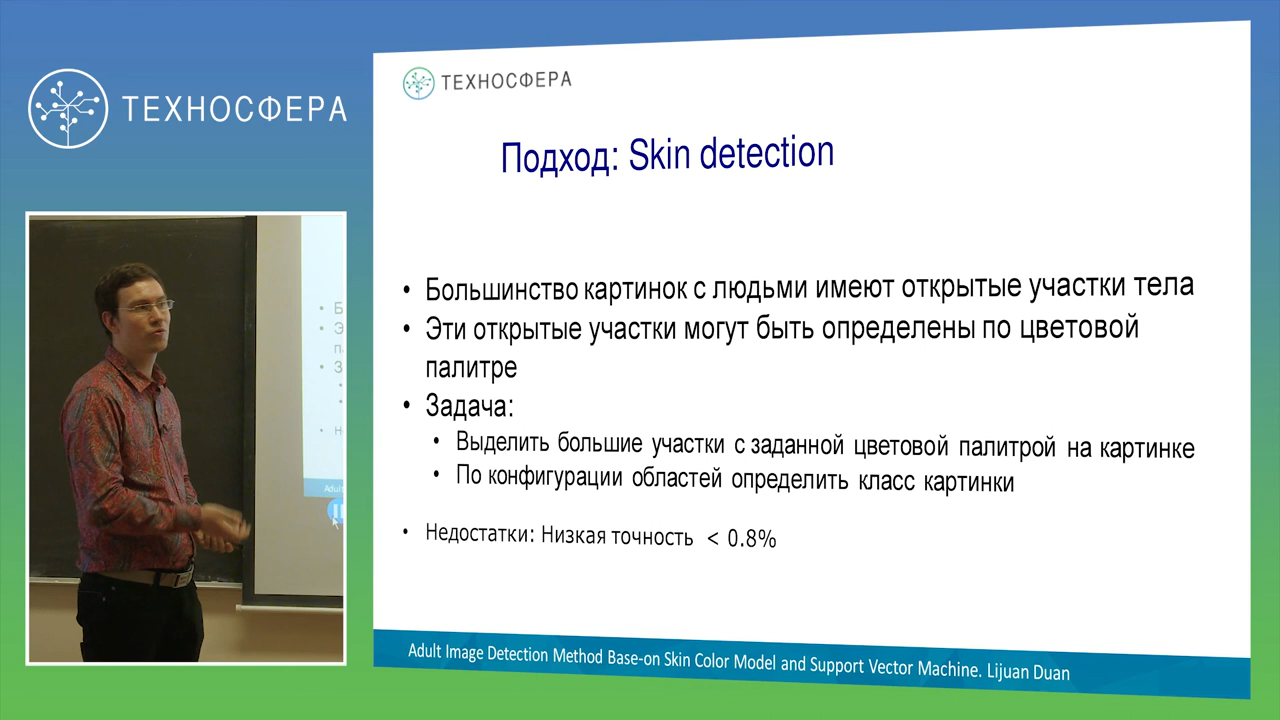 ТЕХНОСФЕРА
ТЕХНОСФЕРА
Подход: Skin detection
• Большинство картинок с людьми имеют открытые участки тела
• Эти открытые участки могут быть определены по цветовой
палитре
• Задача:
• Выделить большие участки с заданной цветовой палитрой на картинке
• По конфигурации областей определить класс картинки
• Недостатки: Низкая точность < 0.8%
Adult Image Detection Method Base-on Skin Color Model and Support Vector Machine. Lijuan Duan